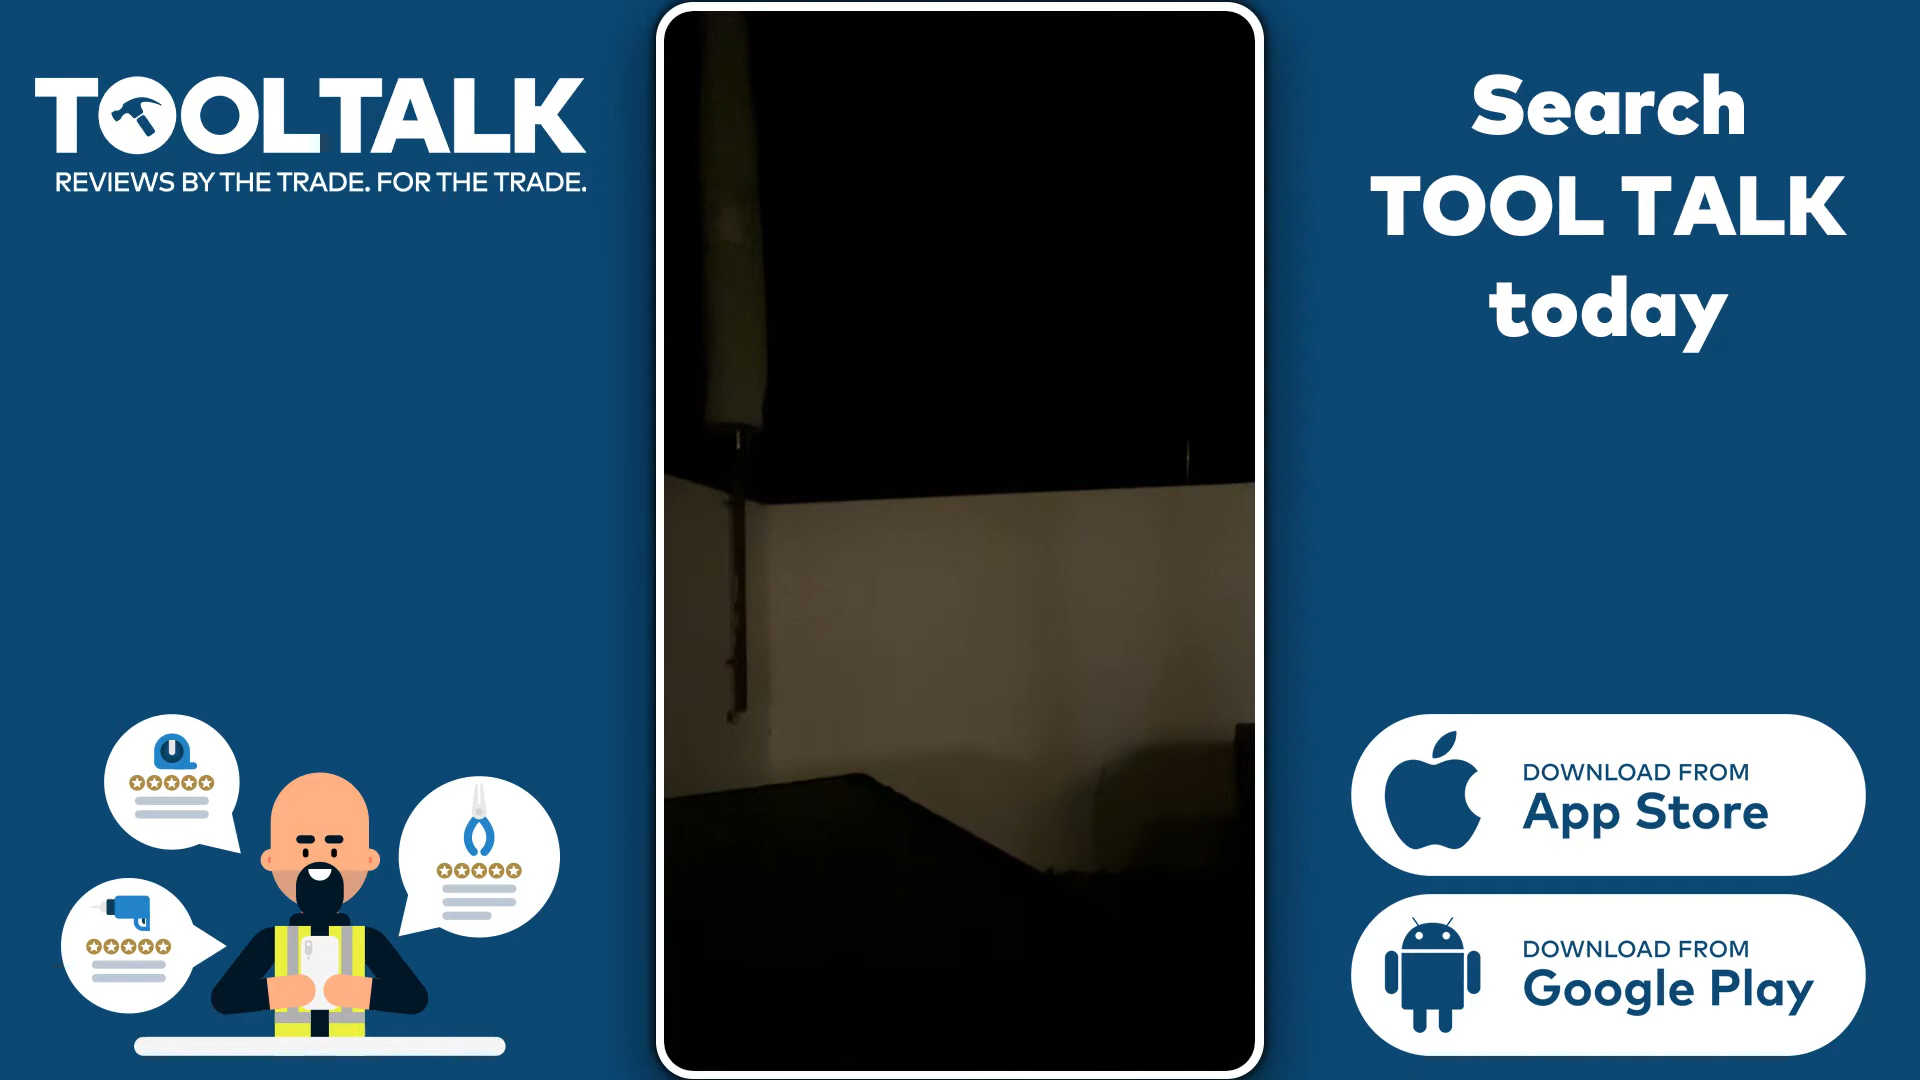 TOOLTALK
REVIEWS BY THE TRADE. FOR THE TRADE.
Search
TOOL TALK
today
DOWNLOAD FROM
App Store
DOWNLOAD FROM
Google Play